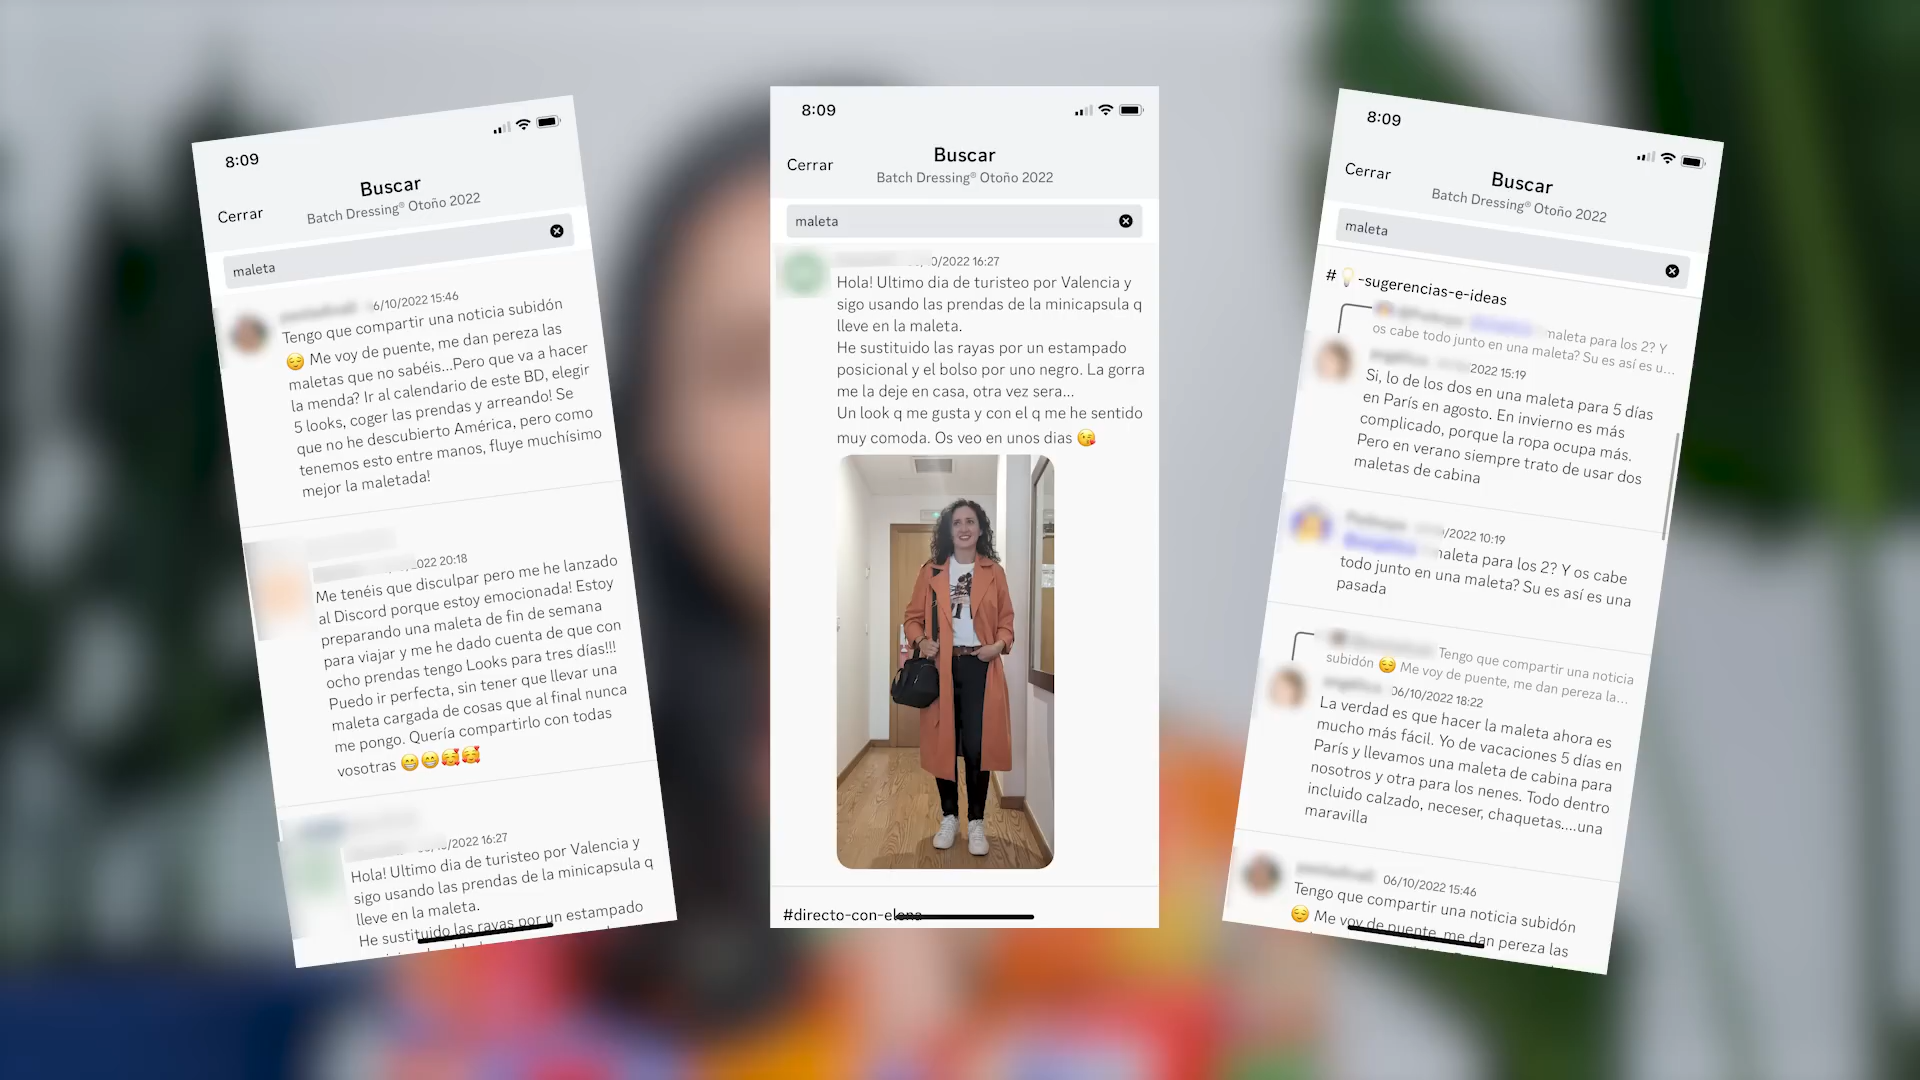 8:09
Buscar
Cerrar
Batch Dressing® Otoño 2022
maleta
6/10/2022 15:46
Tengo que compartir una noticia subidón
😌 Me voy de puente, me dan pereza las
maletas que no sabéis...Pero que va a hacer
la menda? Ir al calendario de este BD, elegir
5 looks, coger las prendas y arreando! Se
que no he descubierto América, pero como
tenemos esto entre manos, fluye muchísimo
mejor la maletada!
2022 20:18
Me tenéis que disculpar pero me he lanzado
al Discord porque estoy emocionada! Estoy
preparando una maleta de fin de semana
para viajar y me he dado cuenta de que con
ocho prendas tengo Looks para tres días!!!
Puedo ir perfecta, sin tener que llevar una
maleta cargada de cosas que al final nunca
me pongo. Quería compartirlo con todas
vosotras 😁😁🥰🥰
/2022 16:27
Hola! Ultimo dia de turisteo por Valencia y
sigo usando las prendas de la minicapsula q
lleve en la maleta.
He sustituido las rayas por un estampado
8:09
Buscar
Cerrar
Batch Dressing® Otoño 2022
maleta
/10/2022 16:27
Hola! Ultimo dia de turisteo por Valencia y
sigo usando las prendas de la minicapsula q
lleve en la maleta.
He sustituido las rayas por un estampado
posicional y el bolso por uno negro. La gorra
me la deje en casa, otra vez sera...
Un look q me gusta y con el q me he sentido
muy comoda. Os veo en unos dias 😘
#directo-con-elena
8:09
Buscar
Cerrar
Batch Dressing® Otoño 2022
maleta
#💡-sugerencias-e-ideas
maleta para los 2? Y
os cabe todo junto en una maleta? Su es así es u...
2022 15:19
Si, lo de los dos en una maleta para 5 días
en París en agosto. En invierno es más
complicado, porque la ropa ocupa más.
Pero en verano siempre trato de usar dos
maletas de cabina
/2022 10:19
maleta para los 2? Y os cabe
todo junto en una maleta? Su es así es una
pasada
Tengo que compartir una noticia
subidón 😌 Me voy de puente, me dan pereza la...
06/10/2022 18:22
La verdad es que hacer la maleta ahora es
mucho más fácil. Yo de vacaciones 5 días en
París y llevamos una maleta de cabina para
nosotros y otra para los nenes. Todo dentro
incluido calzado, neceser, chaquetas....una
maravilla
06/10/2022 15:46
Tengo que compartir una noticia subidón
😌 Me voy de puente, me dan pereza las